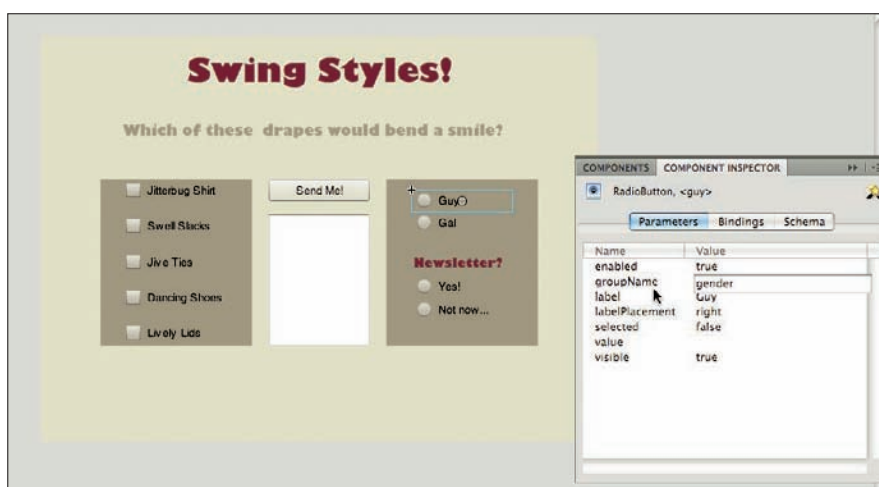 Swing Styles!
Which of these drapes would bend a smile?
Jitterbug Shirt
Swell Slacks
Jive Ties
Dancing Shoes
Lively Lids
Send Me!
Guy
Gal
Newsletter?
Yes!
Not now...
COMPONENTS COMPONENT INSPECTOR
RadioButton, <guy>
Parameters Bindings Schema
Name Value
enabled true
groupName gender
label Guy
labelPlacement right
selected false
value
visible true